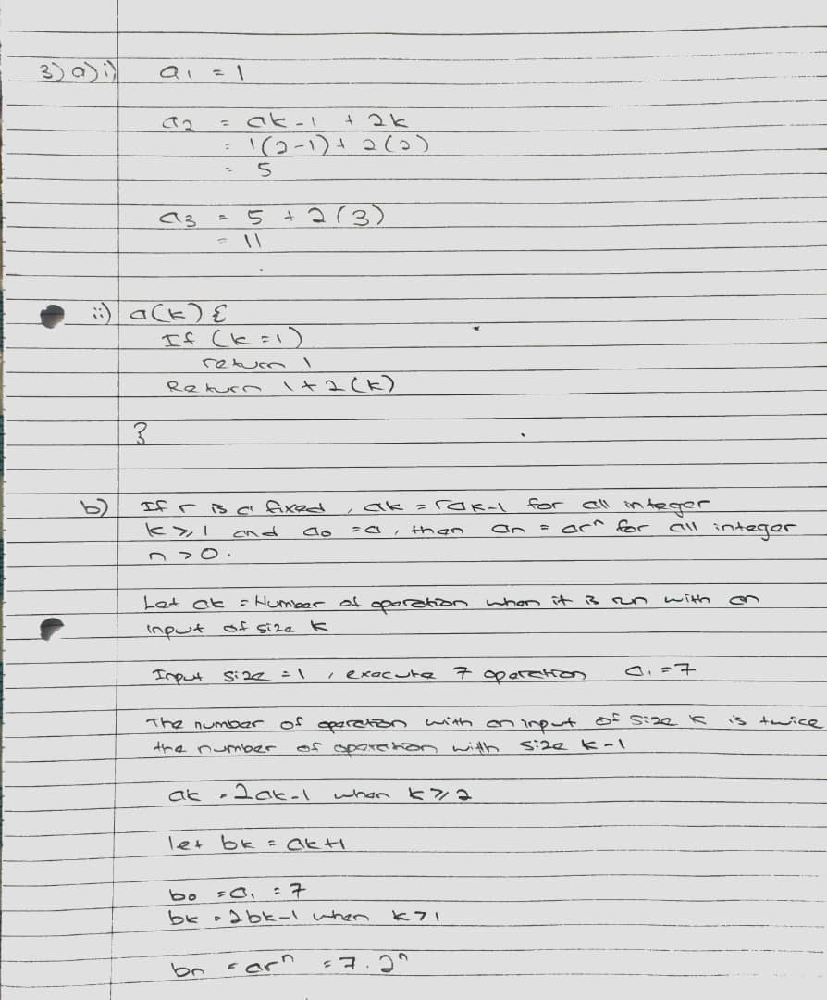 3) a) i) a1 = 1
a2 = ak-1 + 2k
= 1(2-1) + 2(2)
= 5
a3 = 5 + 2(3)
= 11
ii) a(k) {
If (k=1)
return 1
Return 1+2(k)
}
b) If r is a fixed, ak = rak-1 for all integer
k ≥ 1 and ao = a, then an = arⁿ for all integer
n > 0.
Let ak = Number of operation when it is run with an
input of size k
Input size = 1, execute 7 operation a1 = 7
The number of operation with an input of size k is twice
the number of operation with size k-1
ak = 2ak-1 when k ≥ 2
let bk = ak+1
bo = a1 = 7
bk = 2bk-1 when k > 1
bn = arⁿ = 7.2ⁿ